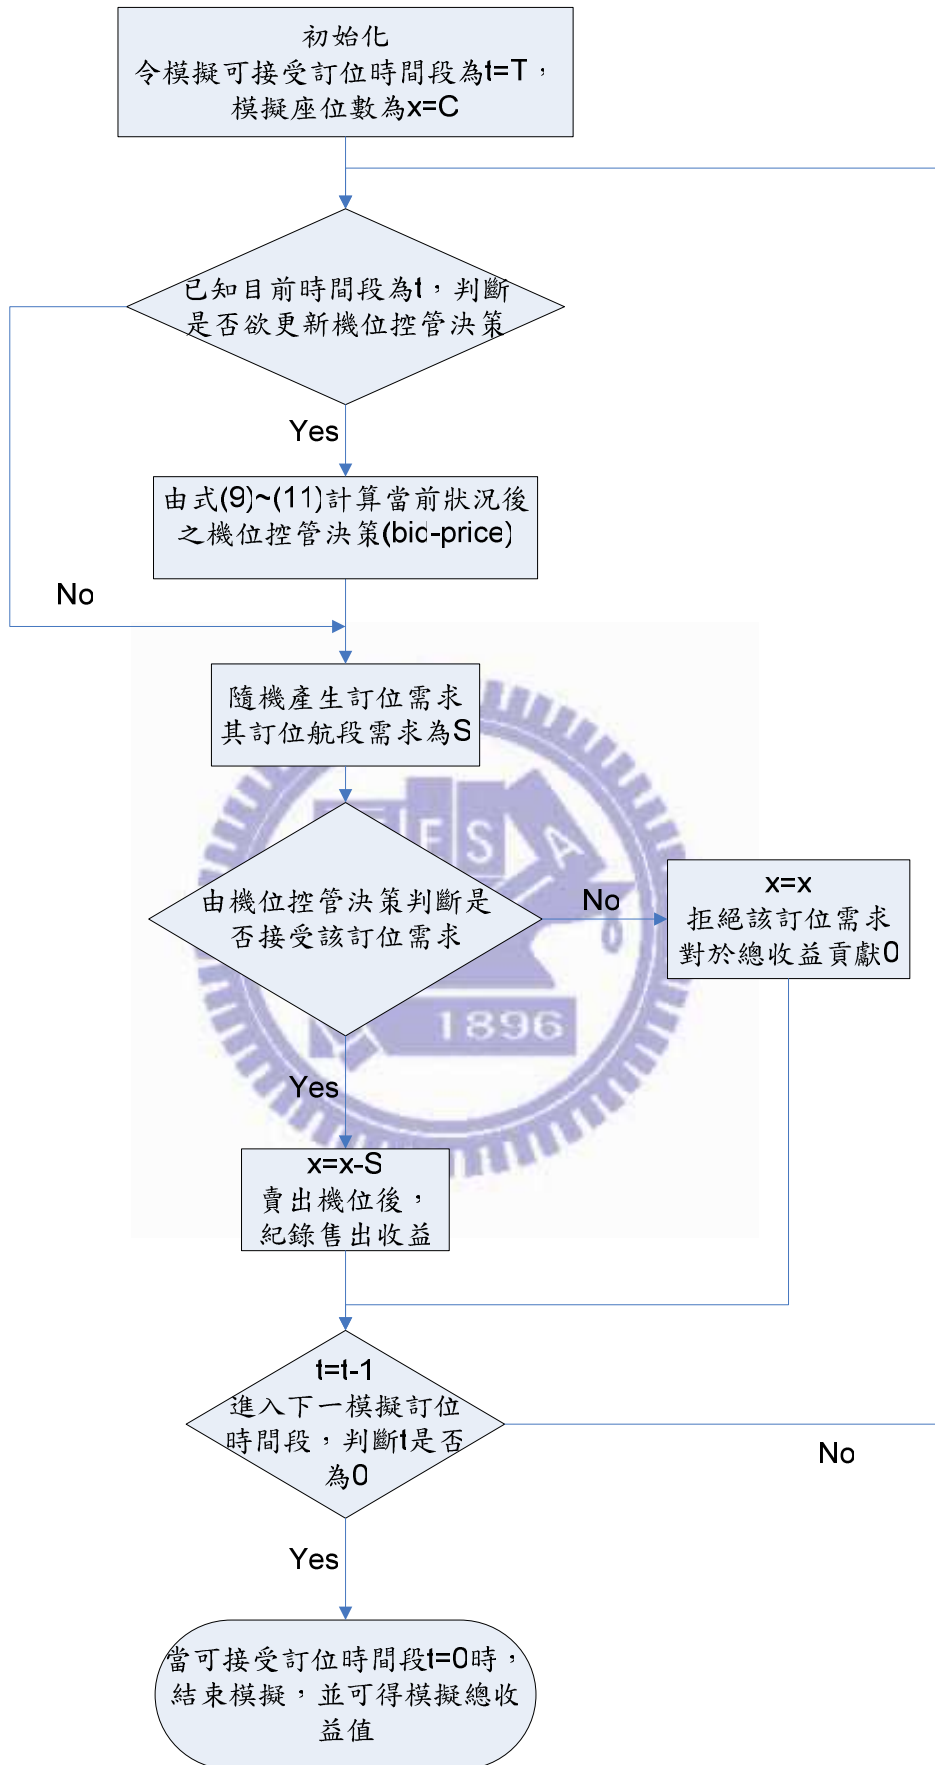 初始化
令模擬可接受訂位時間段為t=T，
模擬座位數為x=C
已知目前時間段為t，判斷
是否欲更新機位控管決策
Yes
由式(9)~(11)計算當前狀況後
之機位控管決策(bid-price)
No
隨機產生訂位需求
其訂位航段需求為S
ESA
由機位控管決策判斷是
否接受該訂位需求
No
x=x
拒絕該訂位需求
對於總收益貢獻0
1896
Yes
x=x-S
賣出機位後，
紀錄售出收益
t=t-1
進入下一模擬訂位
時間段，判斷t是否
為0
No
Yes
當可接受訂位時間段t=0時，
結束模擬，並可得模擬總收
益值